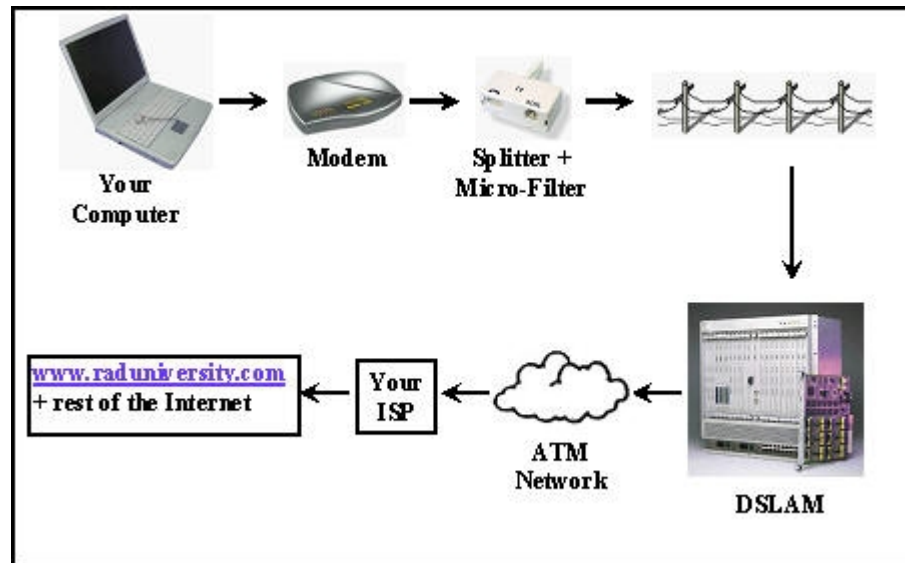 Your
Computer
Modem
Splitter +
Micro-Filter
DSLAM
ATM
Network
Your
ISP
www.raduniversity.com
+ rest of the Internet